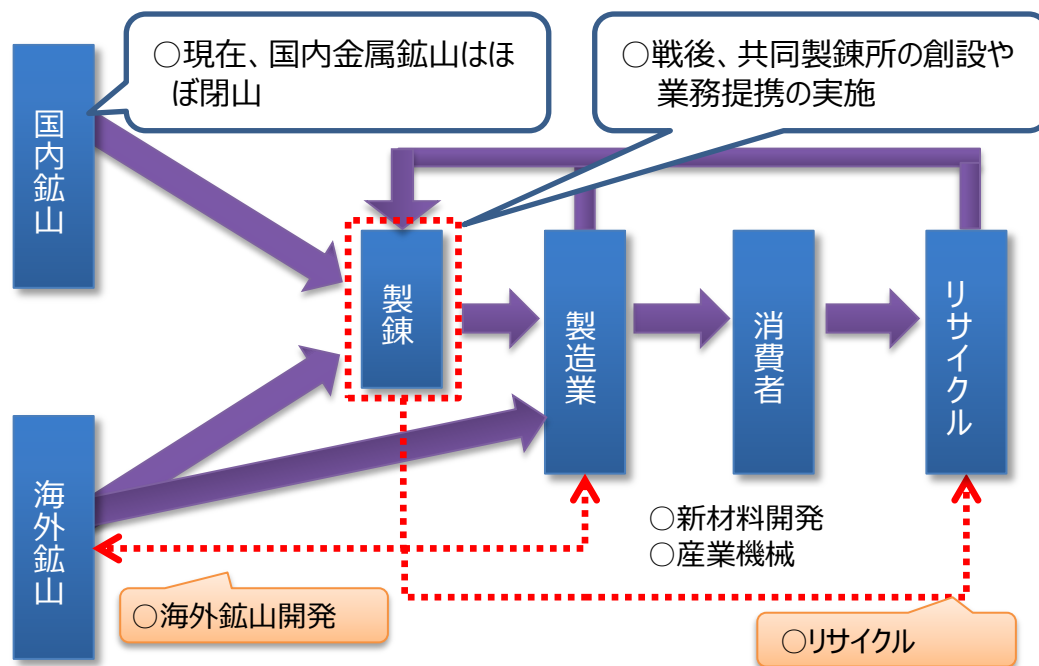 ○現在、国内金属鉱山はほ
ぼ閉山
○戦後、共同製錬所の創設や
業務提携の実施
国内鉱山
製錬
製造業
消費者
リサイクル
海外鉱山
○新材料開発
○産業機械
○海外鉱山開発
○リサイクル